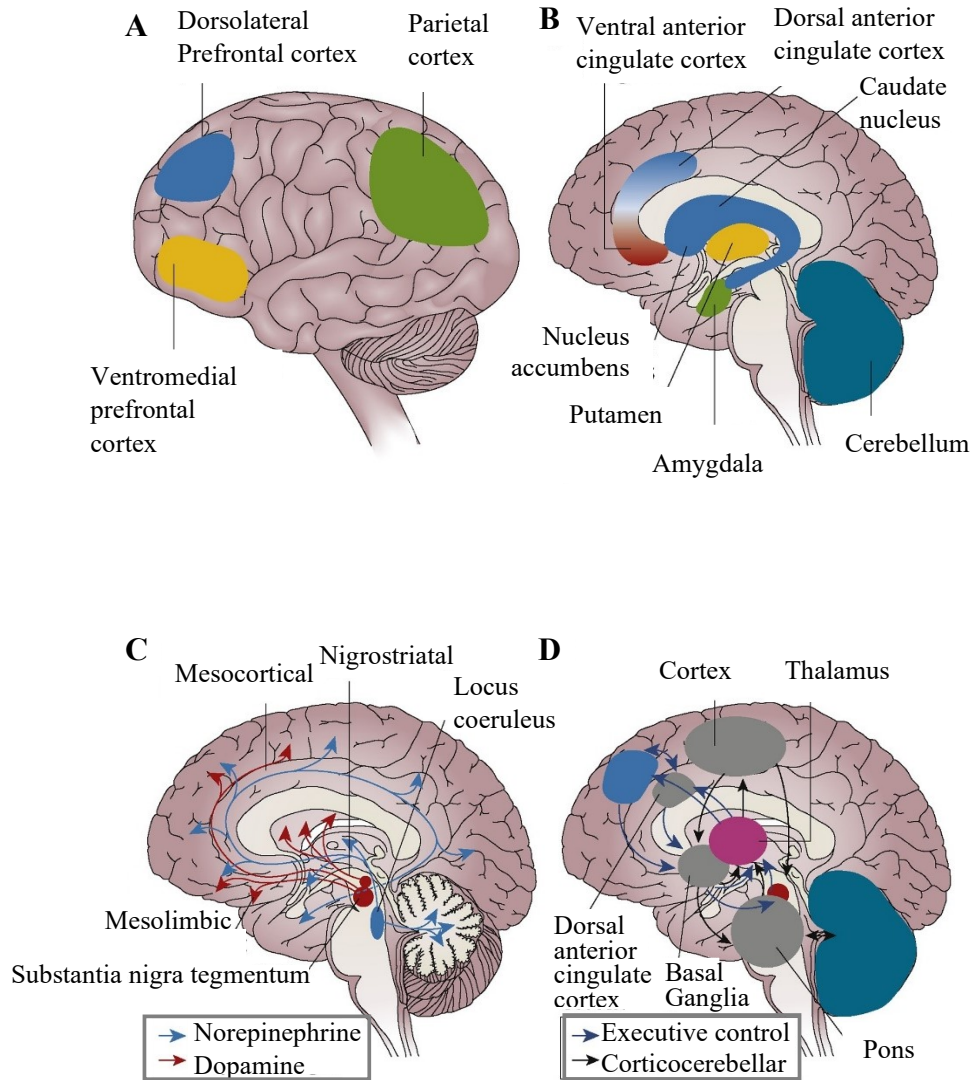 A
Dorsolateral
Prefrontal cortex
Parietal
cortex
Ventromedial
prefrontal
cortex
B
Ventral anterior
cingulate cortex
Dorsal anterior
cingulate cortex
Caudate
nucleus
Nucleus
accumbens
Putamen
Amygdala
Cerebellum
C
Mesocortical
Nigrostriatal
Locus
coeruleus
Mesolimbic
Substantia nigra tegmentum
Norepinephrine
Dopamine
D
Cortex
Thalamus
Dorsal
anterior
cingulate
cortex
Basal
Ganglia
Pons
Executive control
Corticocerebellar